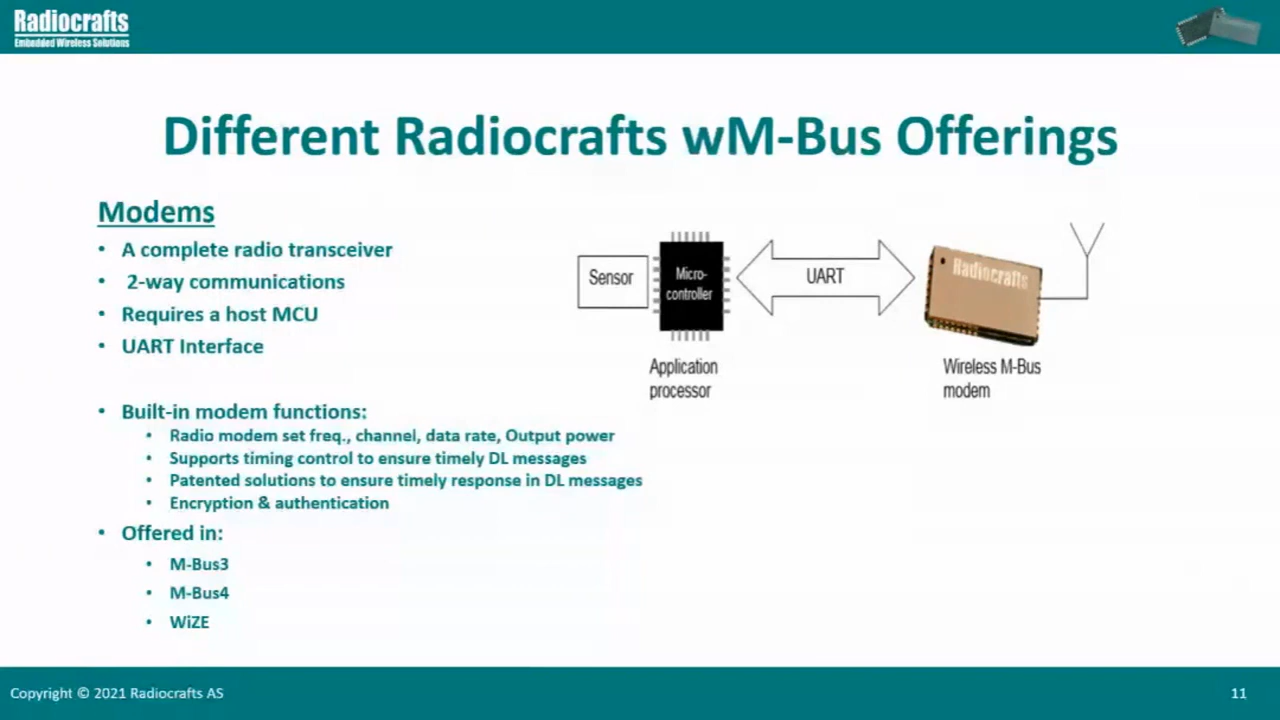 Radiocrafts
Embedded Wireless Solutions
Different Radiocrafts wM-Bus Offerings
Modems
• A complete radio transceiver
• 2-way communications
• Requires a host MCU
• UART Interface
• Built-in modem functions:
• Radio modem set freq., channel, data rate, Output power
• Supports timing control to ensure timely DL messages
• Patented solutions to ensure timely response in DL messages
• Encryption & authentication
• Offered in:
• M-Bus3
• M-Bus4
• WiZE
Sensor
Micro-
controller
UART
Radiocrafts
Application
processor
Wireless M-Bus
modem
Copyright © 2021 Radiocrafts AS
11